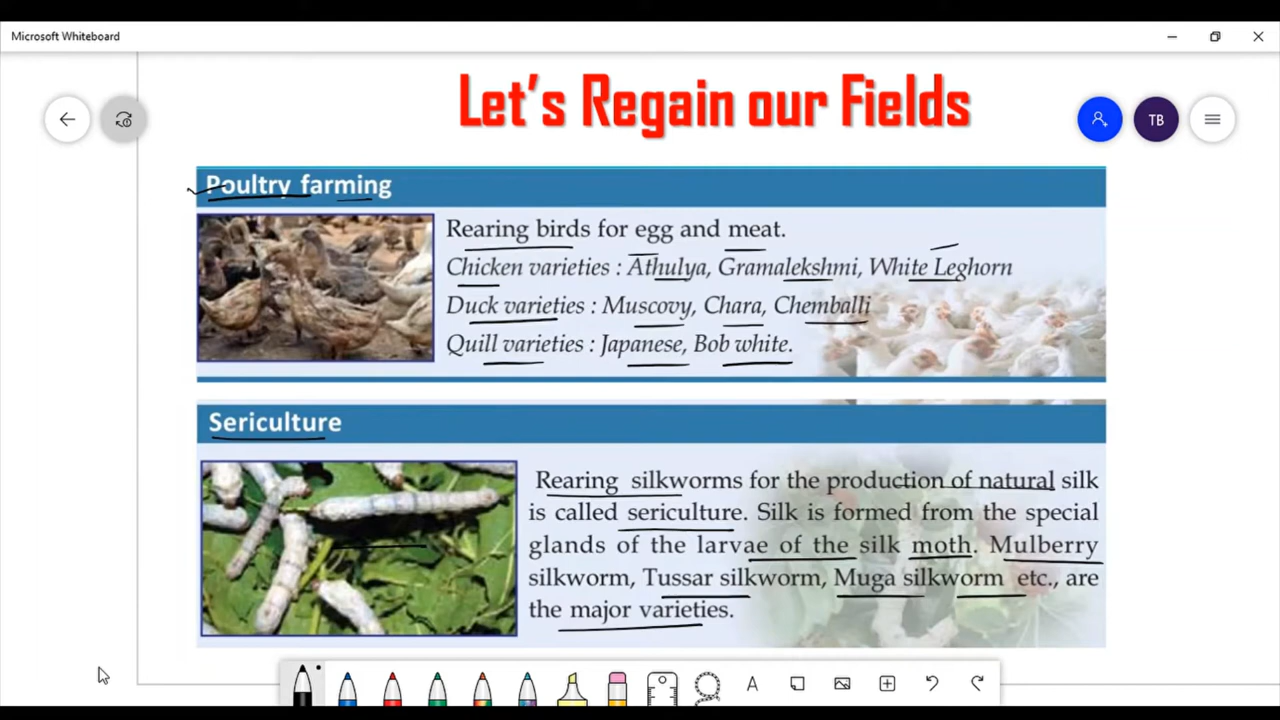 Microsoft Whiteboard
Let's Regain our Fields
TB
Poultry farming
Rearing birds for egg and meat.
Chicken varieties : Athulya, Gramalekshmi, White Leghorn
Duck varieties : Muscovy, Chara, Chemballi
Quill varieties : Japanese, Bob white.
Sericulture
Rearing silkworms for the production of natural silk
is called sericulture. Silk is formed from the special
glands of the larvae of the silk moth. Mulberry
silkworm, Tussar silkworm, Muga silkworm etc., are
the major varieties.
A